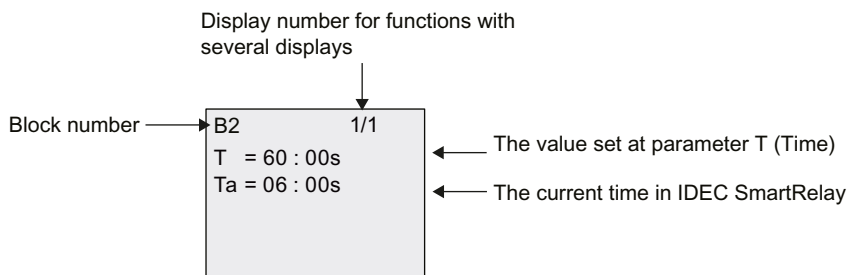 Display number for functions with
several displays
Block number
B2 1/1
T = 60 : 00s
Ta = 06 : 00s
The value set at parameter T (Time)
The current time in IDEC SmartRelay